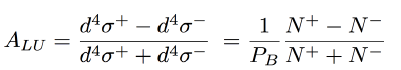 A_{LU} = \frac{d^4\sigma^+ - d^4\sigma^-}{d^4\sigma^+ + d^4\sigma^-} = \frac{1}{P_B} \frac{N^+ - N^-}{N^+ + N^-}